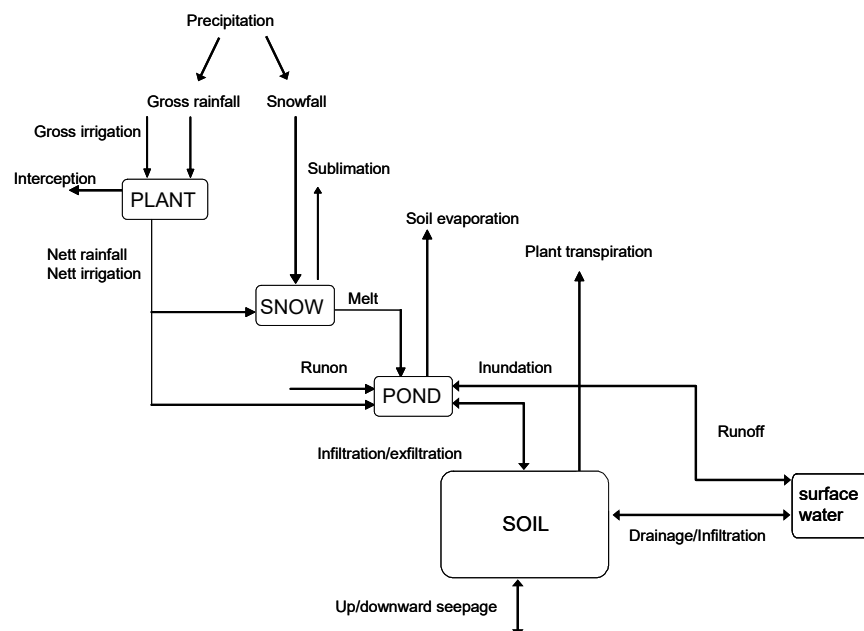 Precipitation
Gross rainfall
Snowfall
Gross irrigation
Interception
Sublimation
PLANT
Soil evaporation
Nett rainfall
Nett irrigation
Plant transpiration
SNOW
Melt
Runon
Inundation
POND
Runoff
Infiltration/exfiltration
surface
water
SOIL
Drainage/Infiltration
Up/downward seepage